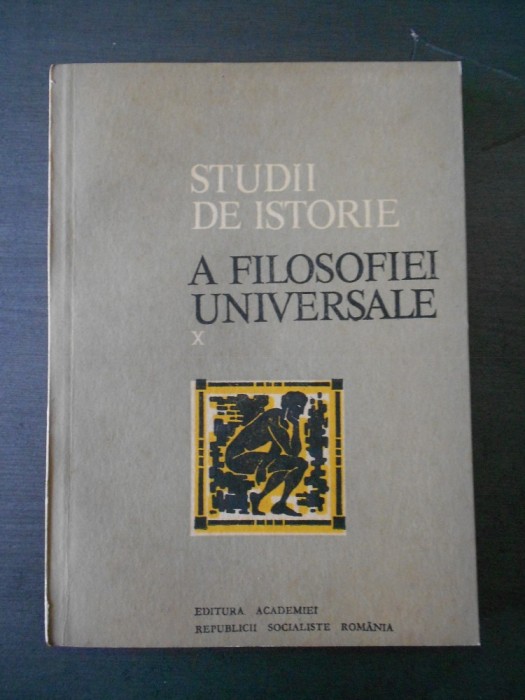 STUDII
DE ISTORIE
A FILOSOFIEI
UNIVERSALE
X
EDITURA ACADEMIEI
REPUBLICII SOCIALISTE ROMÂNIA